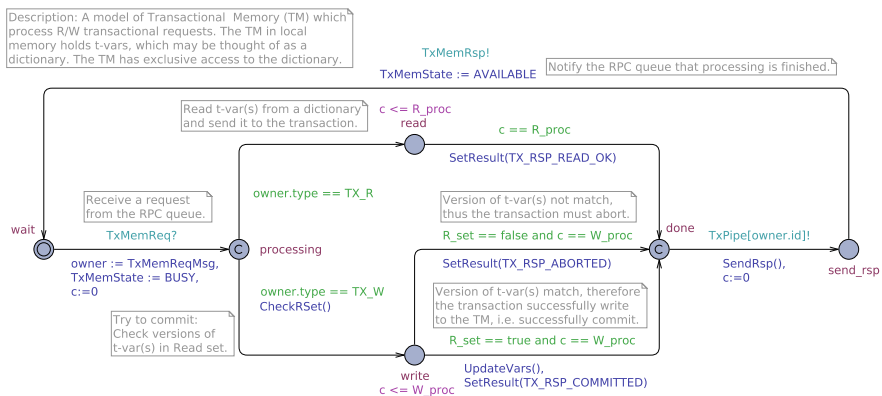 Description: A model of Transactional  Memory (TM) which
process R/W transactional requests. The TM in local
memory holds t-vars, which may be thought of as a
dictionary. The TM has exclusive access to the dictionary.
TxMemRsp!
TxMemState := AVAILABLE
Notify the RPC queue that processing is finished.
Read t-var(s) from a dictionary
and send it to the transaction.
c <= R_proc
read
c == R_proc
SetResult(TX_RSP_READ_OK)
owner.type == TX_R
Receive a request
from the RPC queue.
Version of t-var(s) not match,
thus the transaction must abort.
wait
TxMemReq?
processing
R_set == false and c == W_proc
done
TxPipe[owner.id]!
owner := TxMemReqMsg,
TxMemState := BUSY,
c:=0
SetResult(TX_RSP_ABORTED)
SendRsp(),
c:=0
send_rsp
owner.type == TX_W
CheckRSet()
Version of t-var(s) match, therefore
the transaction successfully write
to the TM, i.e. successfully commit.
Try to commit:
Check versions of
t-var(s) in Read set.
R_set == true and c == W_proc
write
c <= W_proc
UpdateVars(),
SetResult(TX_RSP_COMMITTED)
C
C